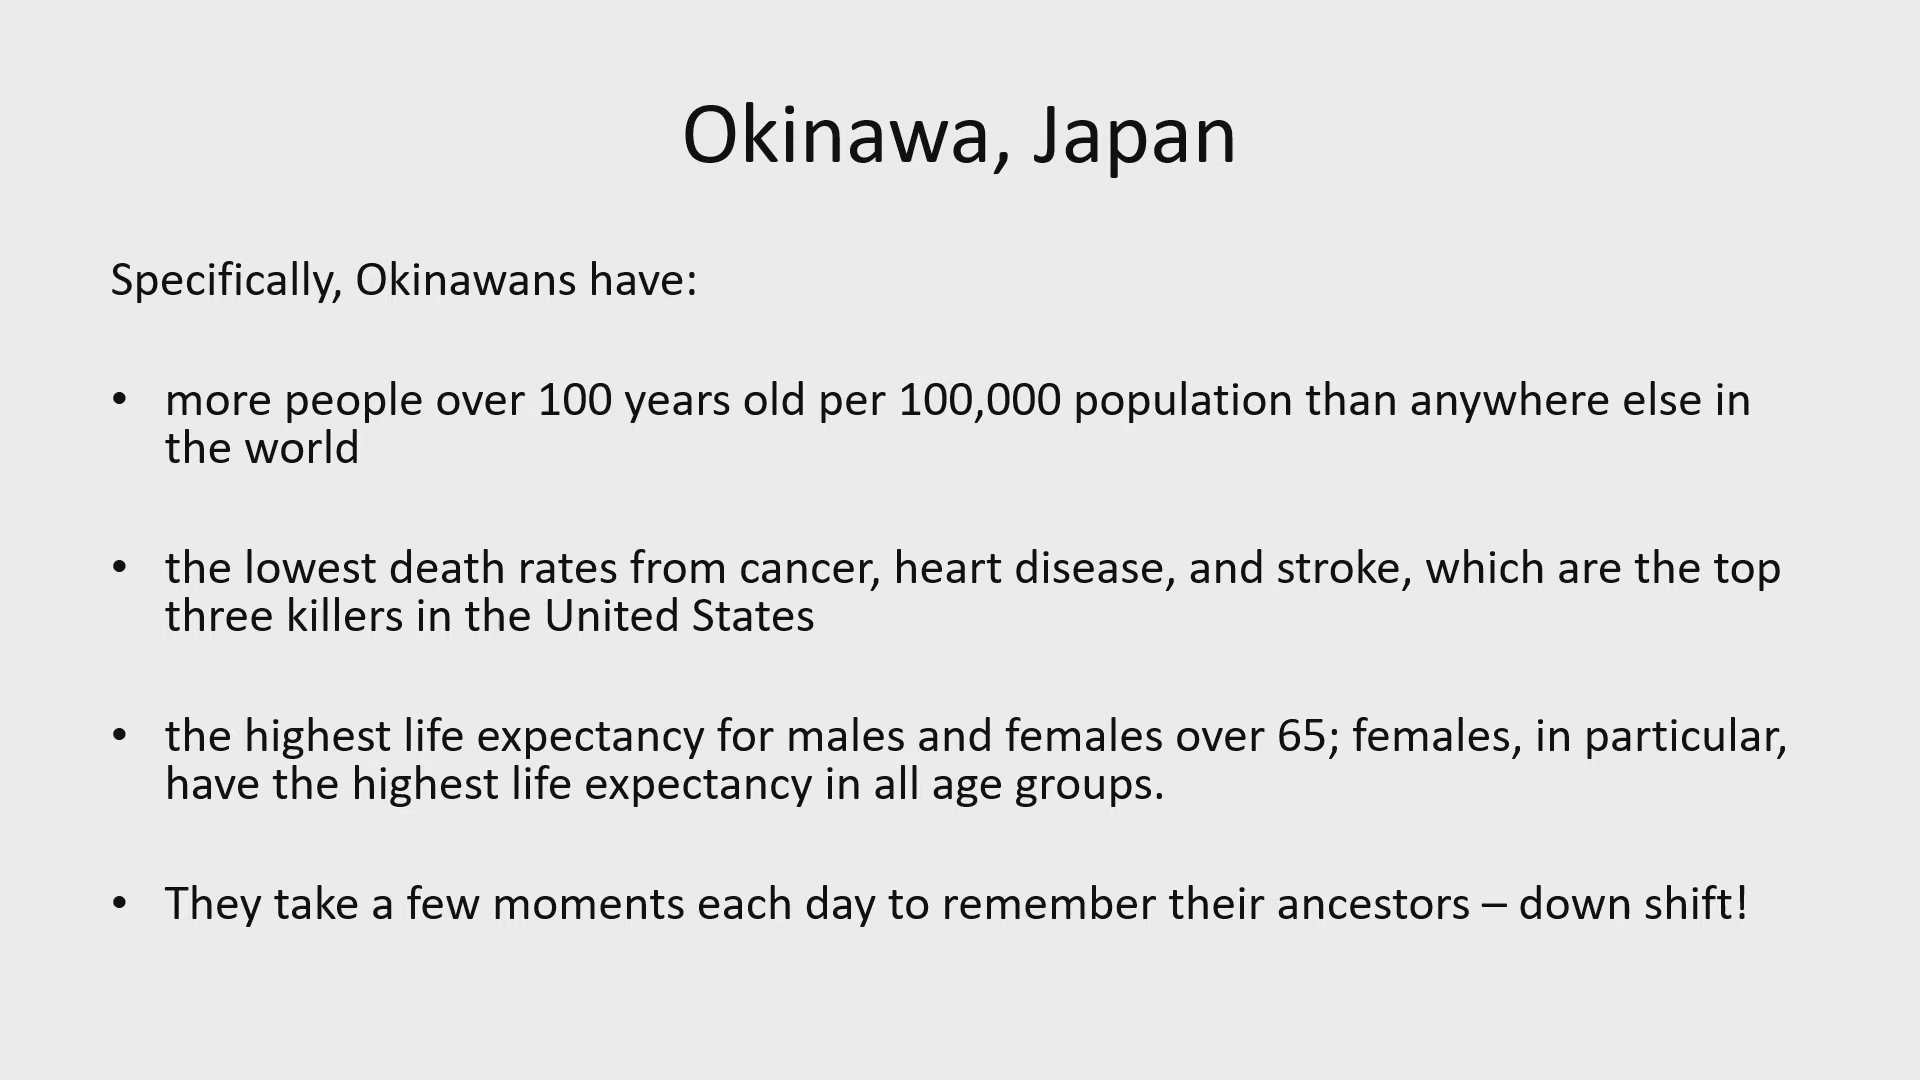 Okinawa, Japan
Specifically, Okinawans have:
• more people over 100 years old per 100,000 population than anywhere else in
the world
• the lowest death rates from cancer, heart disease, and stroke, which are the top
three killers in the United States
• the highest life expectancy for males and females over 65; females, in particular,
have the highest life expectancy in all age groups.
• They take a few moments each day to remember their ancestors – down shift!